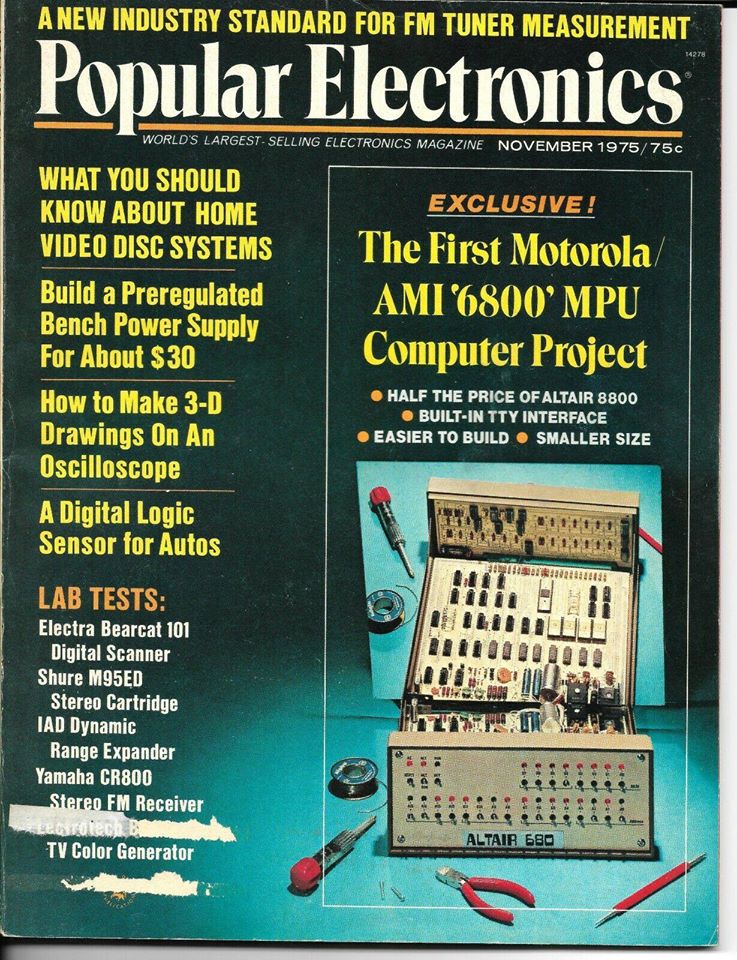 A NEW INDUSTRY STANDARD FOR FM TUNER MEASUREMENT
14278
Popular Electronics®
WORLD'S LARGEST-SELLING ELECTRONICS MAGAZINE NOVEMBER 1975/75c
WHAT YOU SHOULD
KNOW ABOUT HOME
VIDEO DISC SYSTEMS
Build a Preregulated
Bench Power Supply
For About $30
How to Make 3-D
Drawings On An
Oscilloscope
A Digital Logic
Sensor for Autos
LAB TESTS:
Electra Bearcat 101
Digital Scanner
Shure M95ED
Stereo Cartridge
IAD Dynamic
Range Expander
Yamaha CR800
Stereo FM Receiver
Lectrotech B
TV Color Generator
EXCLUSIVE!
The First Motorola/
AMI '6800' MPU
Computer Project
• HALF THE PRICE OF ALTAIR 8800
• BUILT-IN TTY INTERFACE
• EASIER TO BUILD • SMALLER SIZE
ALTAIR 680